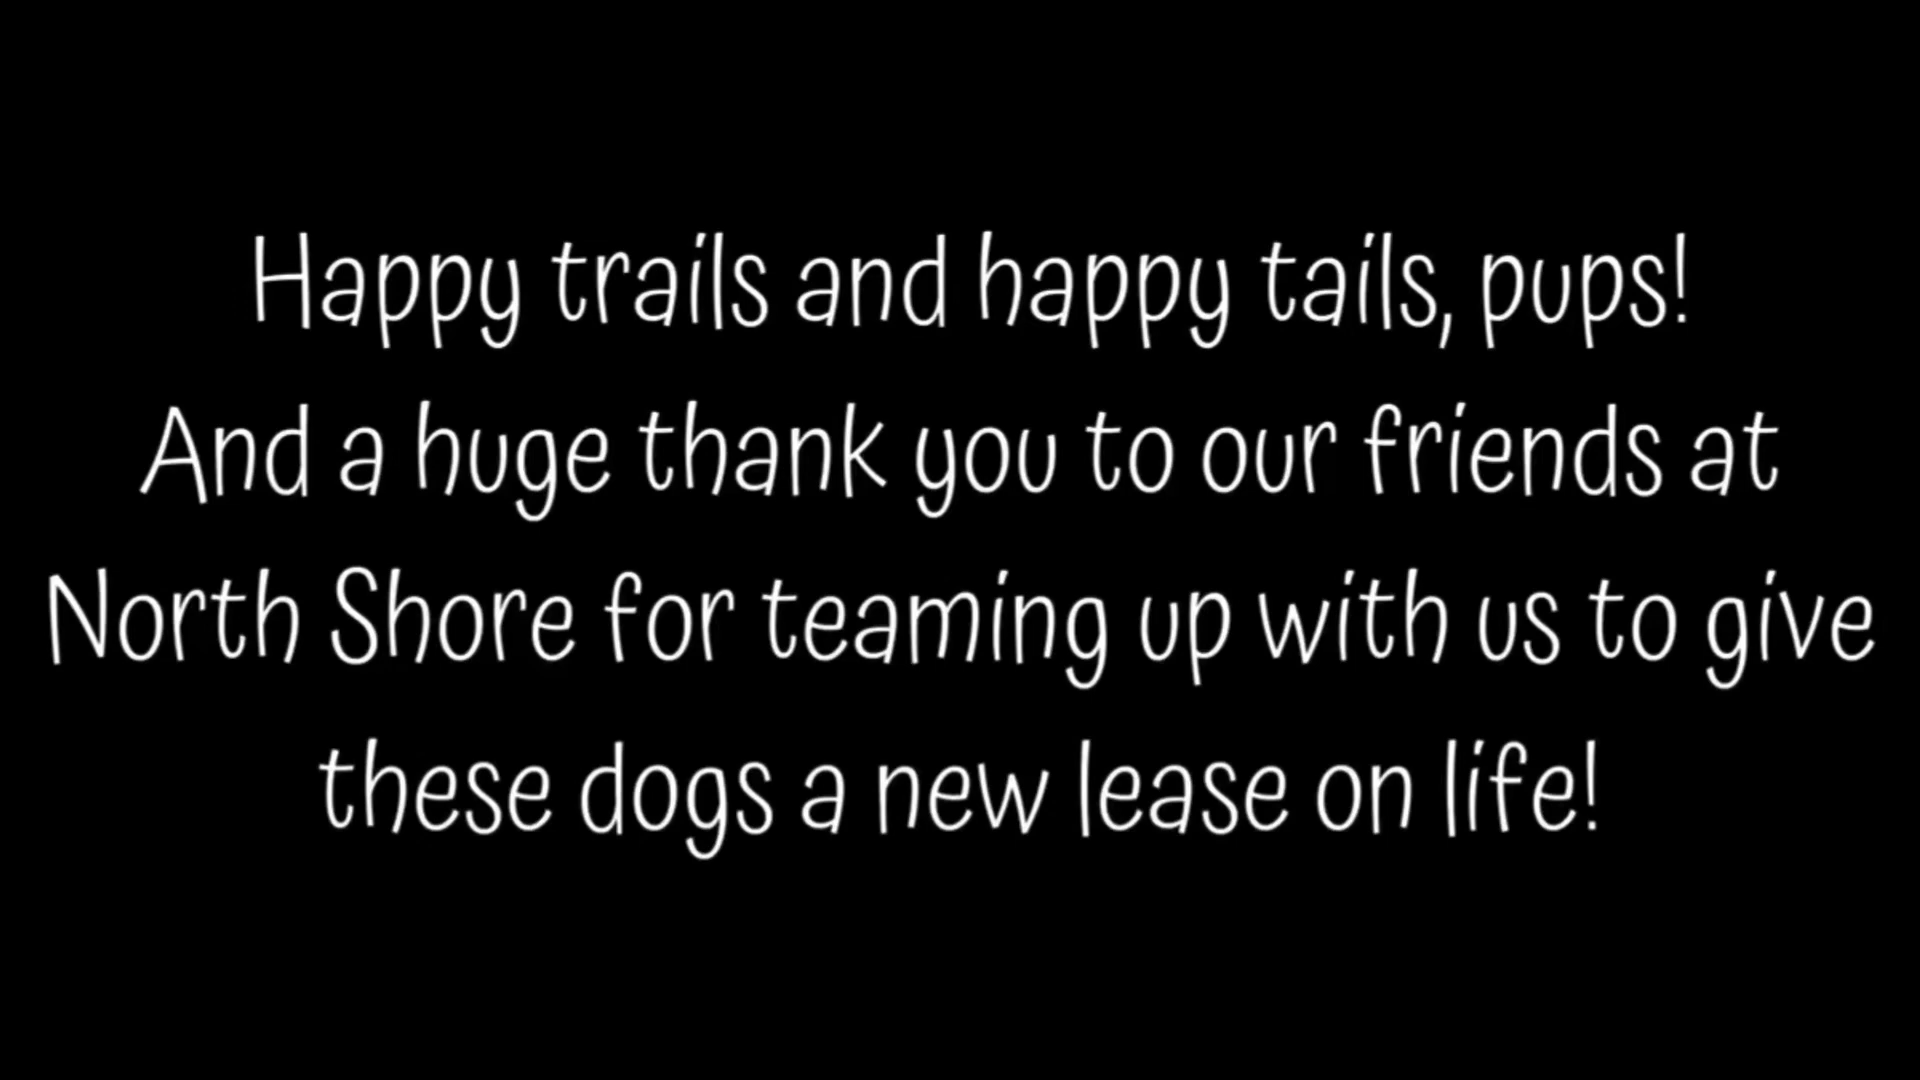 Happy trails and happy tails, pups!
And a huge thank you to our friends at
North Shore for teaming up with us to give
these dogs a new lease on life!